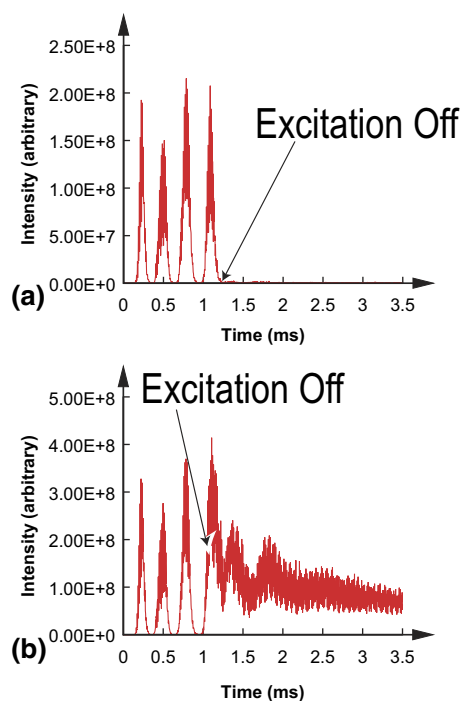 2.50E+8
2.00E+8
Excitation Off
1.50E+8
1.00E+8
5.00E+7
0.00E+0
Intensity (arbitrary)
(a)
0 0.5 1 1.5 2 2.5 3 3.5
Time (ms)
5.00E+8
Excitation Off
4.00E+8
3.00E+8
2.00E+8
1.00E+8
0.00E+0
Intensity (arbitrary)
(b)
0 0.5 1 1.5 2 2.5 3 3.5
Time (ms)